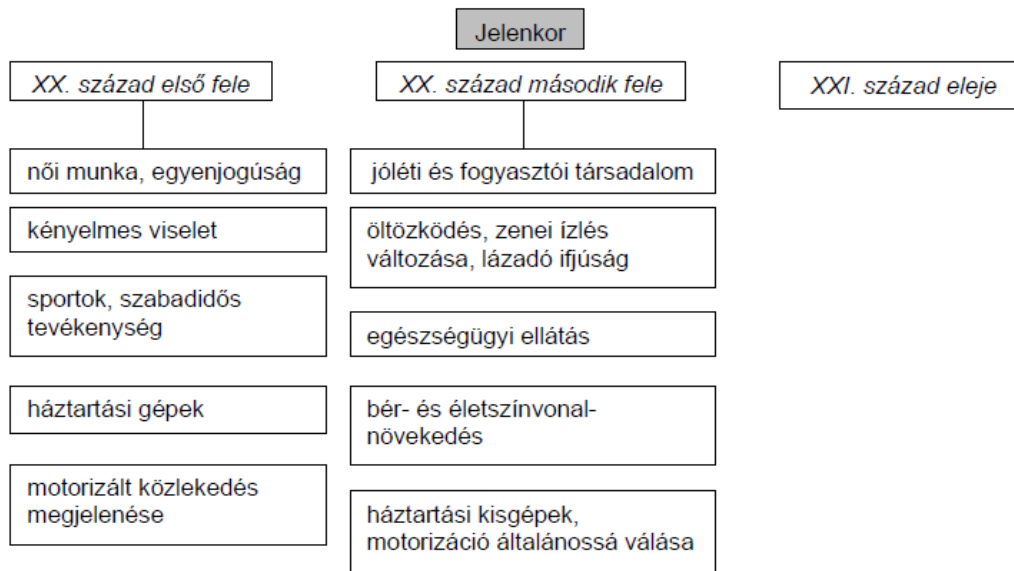 Jelenkor
XX. század első fele
XX. század második fele
XXI. század eleje
női munka, egyenjogúság
kényelmes viselet
sportok, szabadidős
tevékenység
háztartási gépek
motorizált közlekedés
megjelenése
jóléti és fogyasztói társadalom
öltözködés, zenei ízlés
változása, lázadó ifjúság
egészségügyi ellátás
bér- és életszínvonal-
növekedés
háztartási kisgépek,
motorizáció általánossá válása